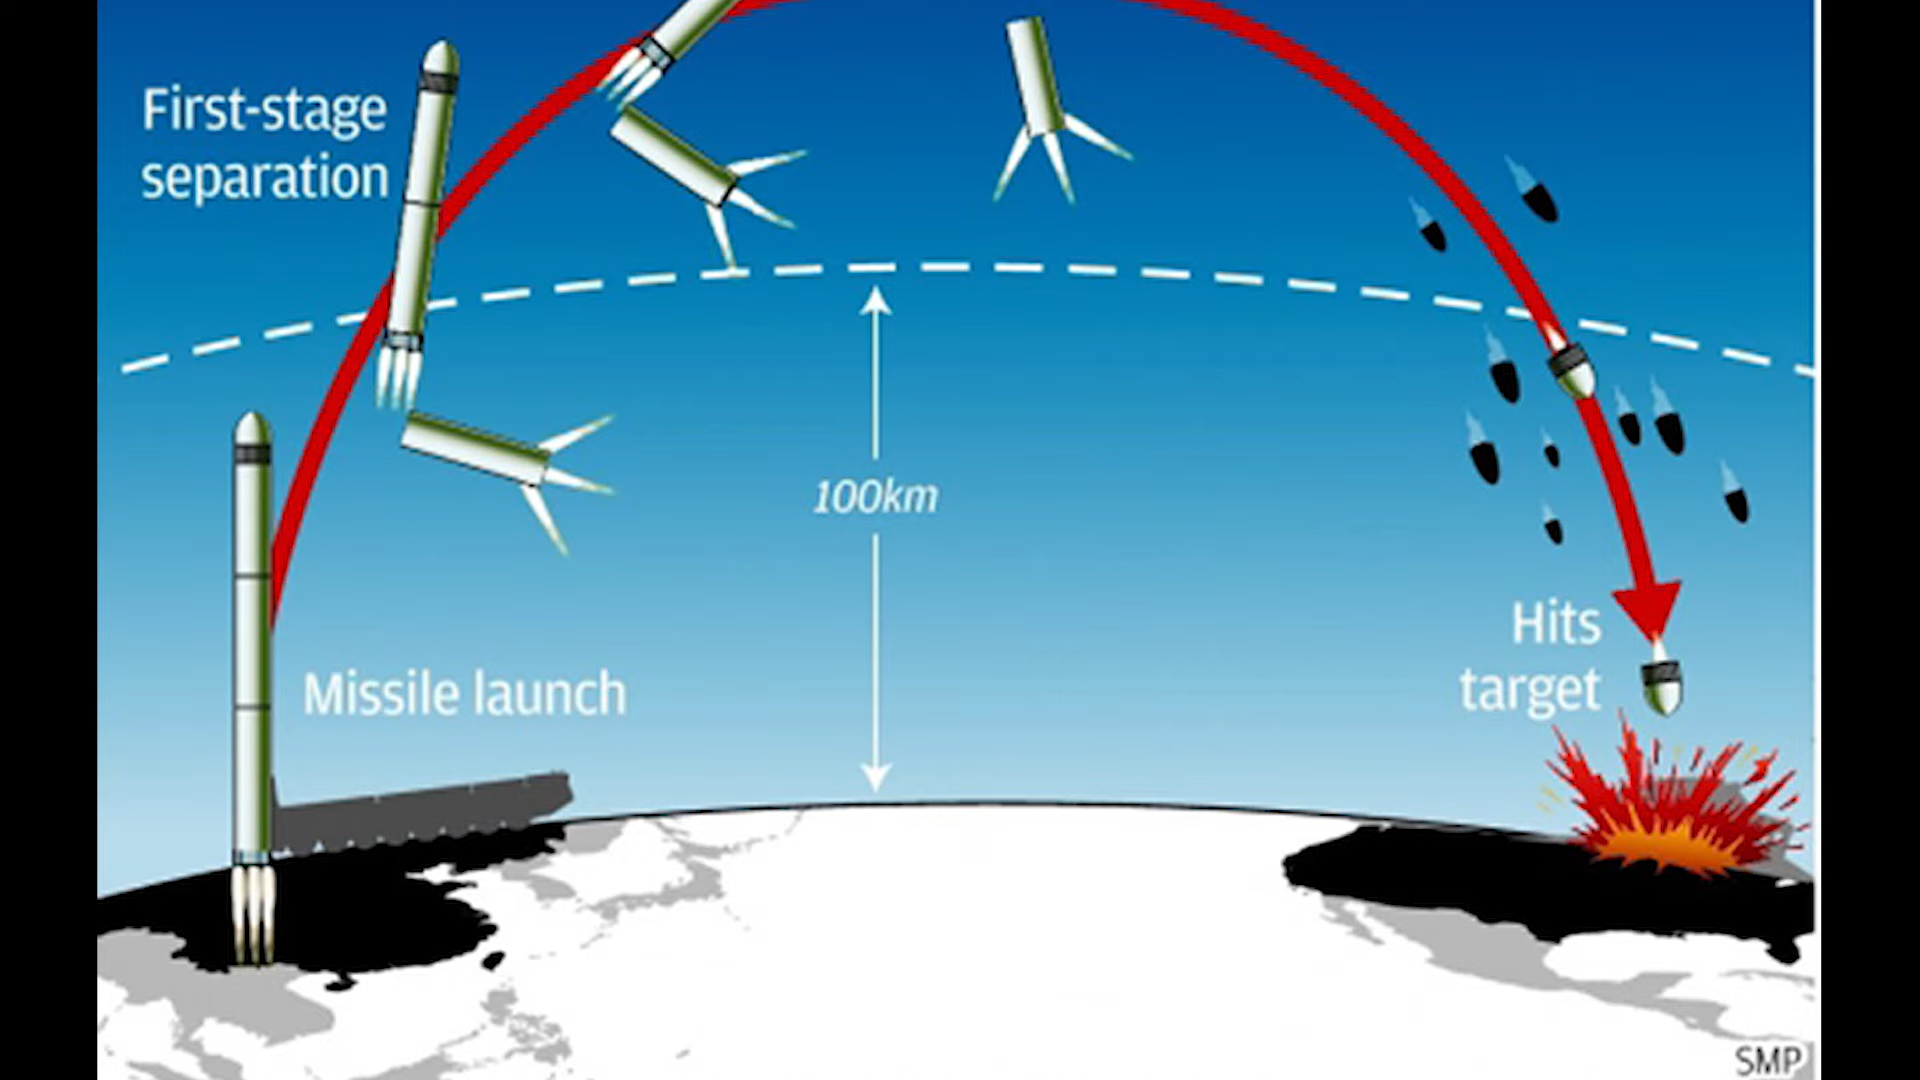 First-stage
separation
100km
Missile launch
Hits
target
SMP